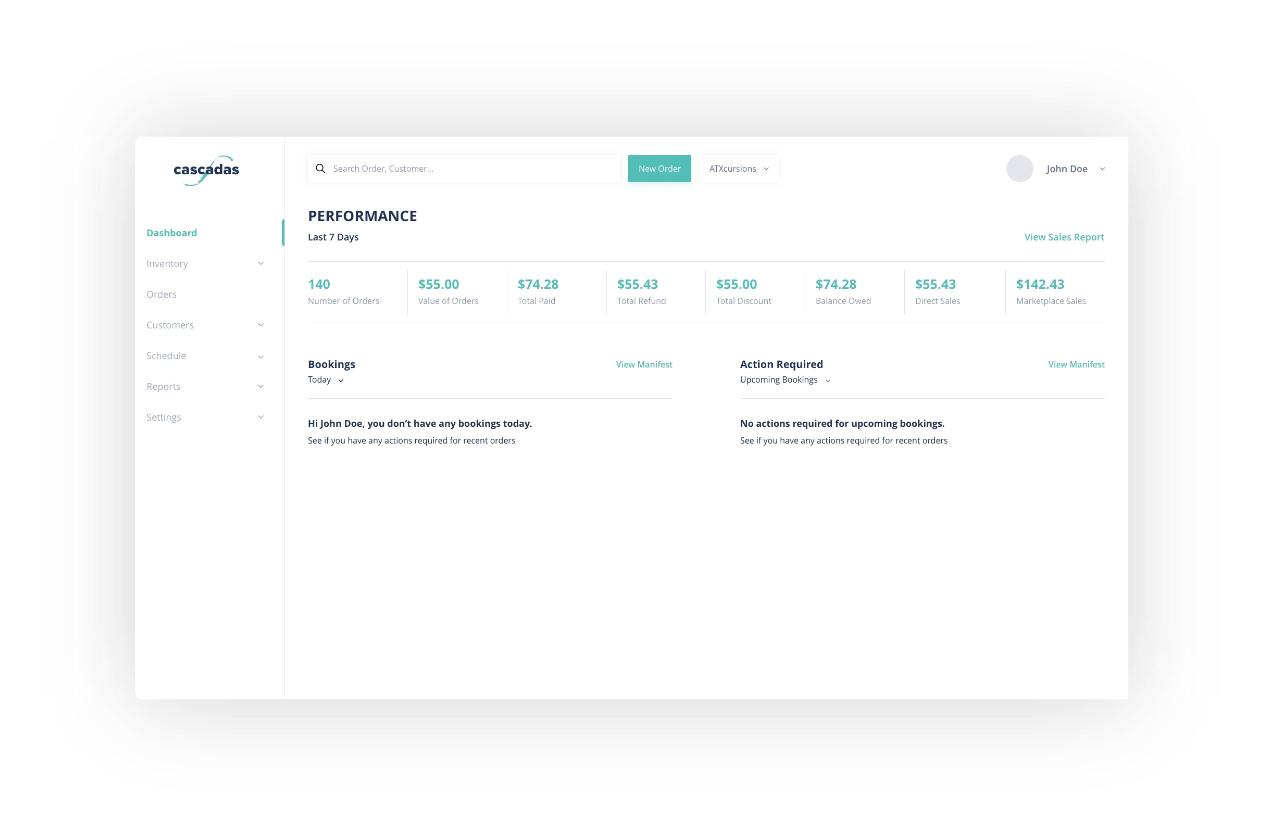 cascadas
Search Order, Customer...
New Order
ATXcursions
John Doe
Dashboard
Inventory
Orders
Customers
Schedule
Reports
Settings
PERFORMANCE
Last 7 Days
View Sales Report
140
Number of Orders
$55.00
Value of Orders
$74.28
Total Paid
$55.43
Total Refund
$55.00
Total Discount
$74.28
Balance Owed
$55.43
Direct Sales
$142.43
Marketplace Sales
Bookings
View Manifest
Today
Hi John Doe, you don’t have any bookings today.
See if you have any actions required for recent orders
Action Required
View Manifest
Upcoming Bookings
No actions required for upcoming bookings.
See if you have any actions required for recent orders